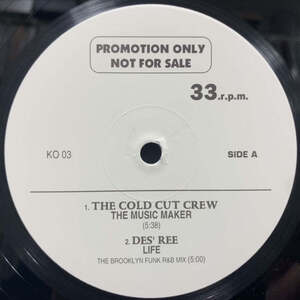 PROMOTION ONLY
NOT FOR SALE
33.r.p.m.
KO 03
SIDE A
1. THE COLD CUT CREW
THE MUSIC MAKER
(5:38)
2. DES' REE
LIFE
THE BROOKLYN FUNK R&B MIX (5:00)